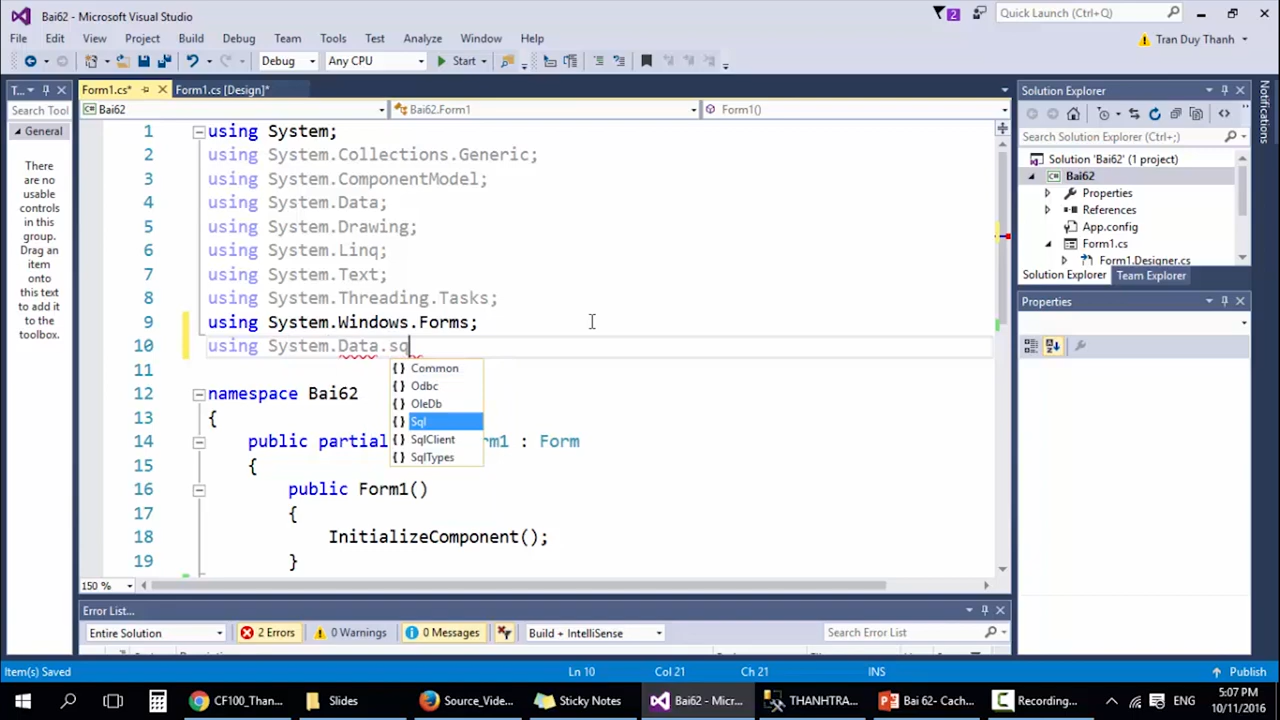 Bai62 - Microsoft Visual Studio
2
Quick Launch (Ctrl+Q)
File Edit View Project Build Debug Team Tools Test Analyze Window Help
Tran Duy Thanh
Debug Any CPU Start
T...
Form1.cs*
Form1.cs [Design]*
Solution Explorer
Notifications
Search Tool
Bai62
Bai62.Form1
Form1()
General
There are no usable controls in this group. Drag an item onto this text to add it to the toolbox.
1 using System;
2 using System.Collections.Generic;
3 using System.ComponentModel;
4 using System.Data;
5 using System.Drawing;
6 using System.Linq;
7 using System.Text;
8 using System.Threading.Tasks;
9 using System.Windows.Forms;
10 using System.Data.sq
11
12 namespace Bai62
13 {
14 public partial rm1 : Form
15 {
16 public Form1()
17 {
18 InitializeComponent();
19 }
Common
Odbc
OleDb
Sql
SqlClient
SqlTypes
150 %
Search Solution Explorer (Ctrl+;)
Solution 'Bai62' (1 project)
Bai62
Properties
References
App.config
Form1.cs
Form1.Designer.cs
Solution Explorer Team Explorer
Properties
Error List...
Entire Solution 2 Errors 0 Warnings 0 Messages Build + IntelliSense Search Error List
Item(s) Saved Ln 10 Col 21 Ch 21 INS Publish
CF100_Than... Slides Source_Vide... Sticky Notes Bai62 - Micr... THANHTRA... Bai 62- Cach... Recording... ENG
5:07 PM
10/11/2016